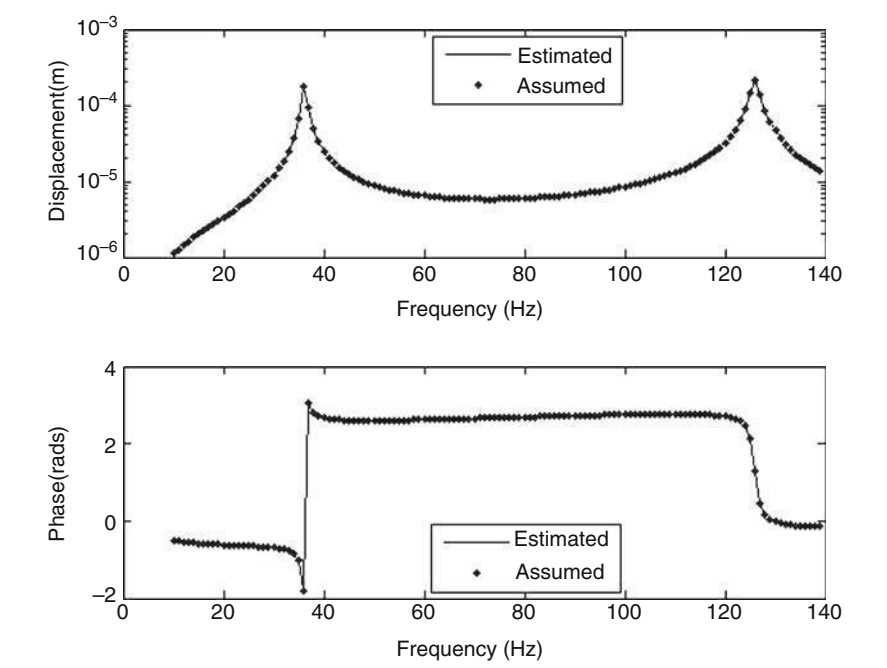 10–3
10–4
10–5
10–6
Displacement(m)
Estimated
Assumed
0 20 40 60 80 100 120 140
Frequency (Hz)
4
2
0
–2
Phase(rads)
Estimated
Assumed
0 20 40 60 80 100 120 140
Frequency (Hz)